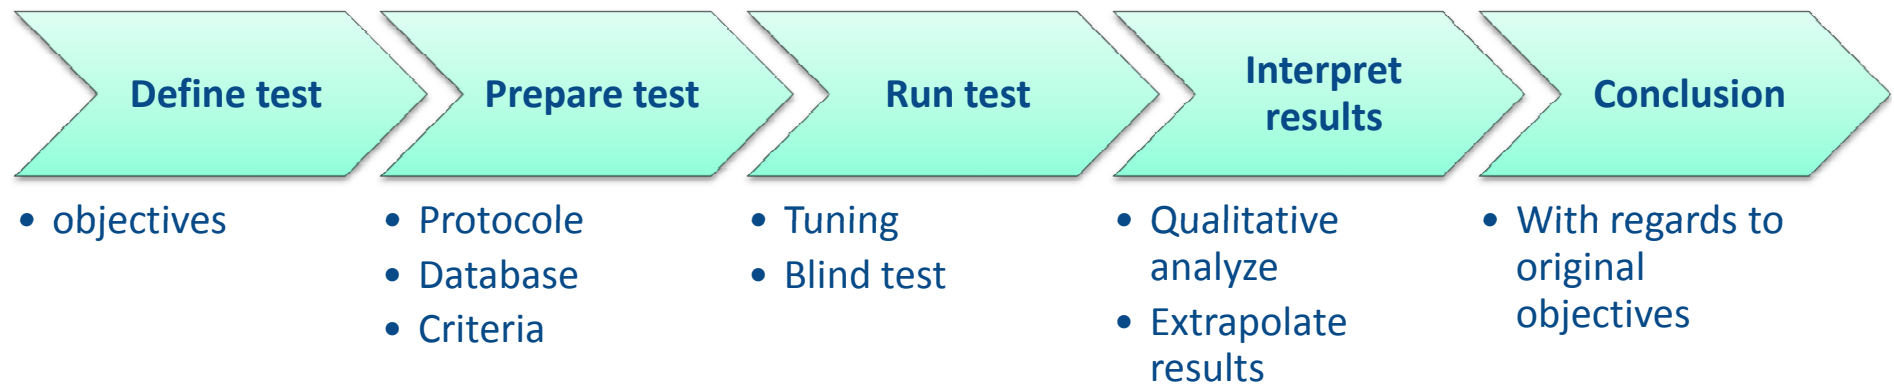 Define test
• objectives
Prepare test
• Protocole
• Database
• Criteria
Run test
• Tuning
• Blind test
Interpret
results
• Qualitative
analyze
• Extrapolate
results
Conclusion
• With regards to
original
objectives